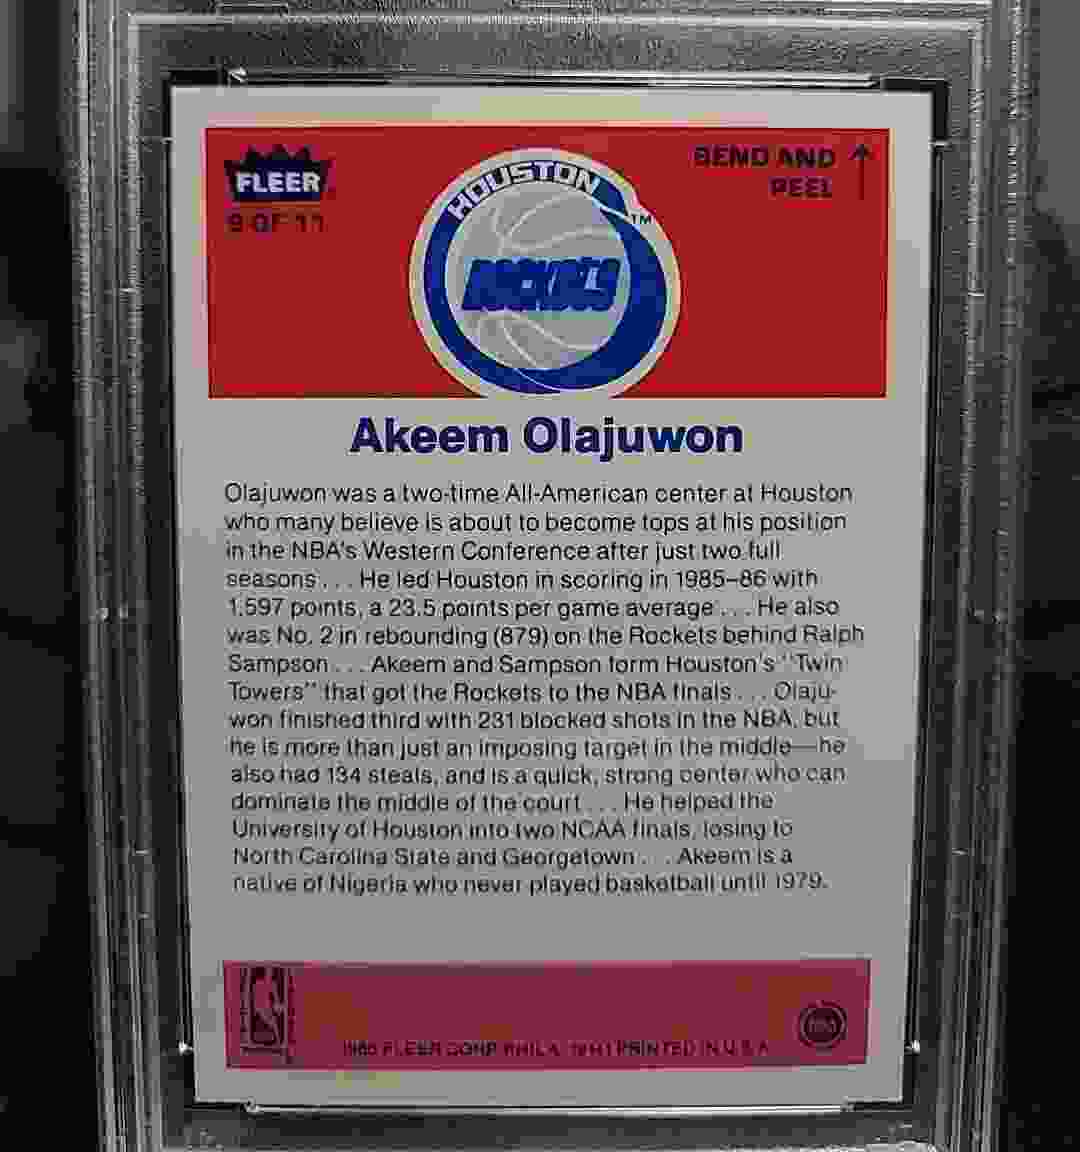 FLEER
9 OF 11
HOUSTON
TM
ROCKETS
BEND AND
PEEL
Akeem Olajuwon
Olajuwon was a two-time All-American center at Houston
who many believe is about to become tops at his position
in the NBA's Western Conference after just two full
seasons . . . He led Houston in scoring in 1985–86 with
1,597 points, a 23.5 points per game average . . . He also
was No. 2 in rebounding (879) on the Rockets behind Ralph
Sampson . . . Akeem and Sampson form Houston's "Twin
Towers" that got the Rockets to the NBA finals . . . Olaju-
won finished third with 231 blocked shots in the NBA, but
he is more than just an imposing target in the middle—he
also had 134 steals, and is a quick, strong center who can
dominate the middle of the court . . . He helped the
University of Houston into two NCAA finals, losing to
North Carolina State and Georgetown . . . Akeem is a
native of Nigeria who never played basketball until 1979.
FLEER CORP. PHILA. 19141 PRINTED IN U.S.A.